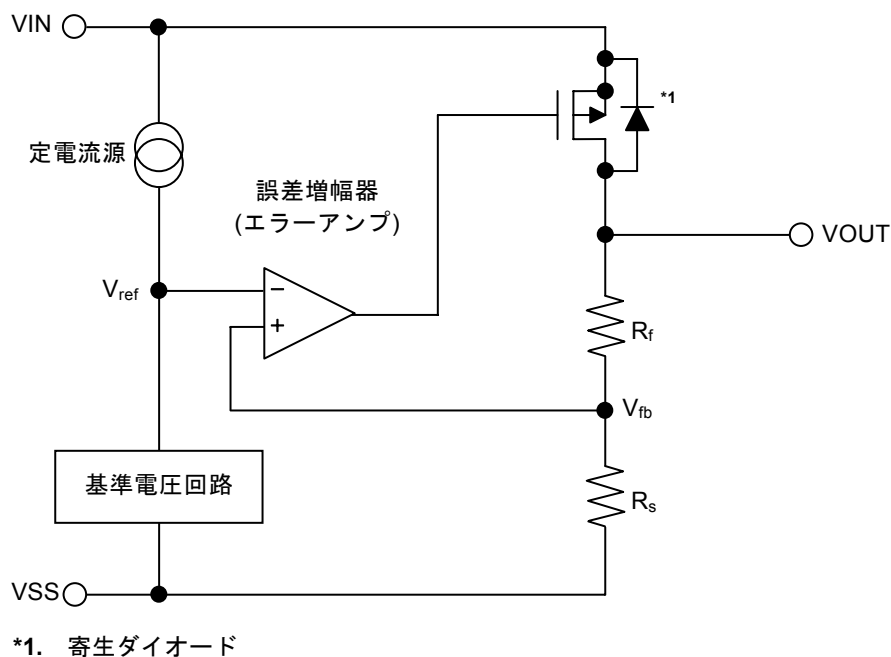 VIN
*1
定電流源
誤差増幅器
(エラーアンプ)
VOUT
Vref
−
+
Rf
Vfb
基準電圧回路
Rs
VSS
*1. 寄生ダイオード